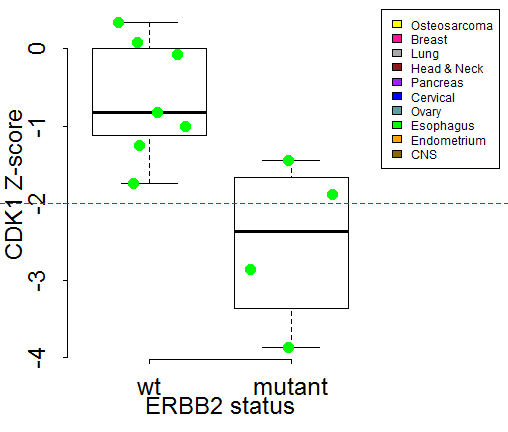 0
-1
-2
-3
-4
CDK1 Z-score
wt
mutant
ERBB2 status
Osteosarcoma
Breast
Lung
Head & Neck
Pancreas
Cervical
Ovary
Esophagus
Endometrium
CNS